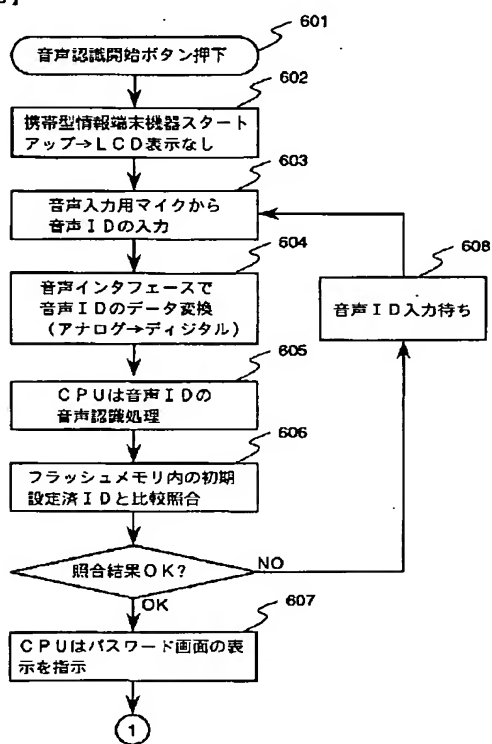 】
601
音声認識開始ボタン押下
602
携帯型情報端末機器スタート
アップ→LCD表示なし
603
音声入力用マイクから
音声IDの入力
604
音声インタフェースで
音声IDのデータ変換
(アナログ→ディジタル)
608
音声ID入力待ち
605
CPUは音声IDの
音声認識処理
606
フラッシュメモリ内の初期
設定済IDと比較照合
照合結果OK?
NO
OK
607
CPUはパスワード画面の表
示を指示
1